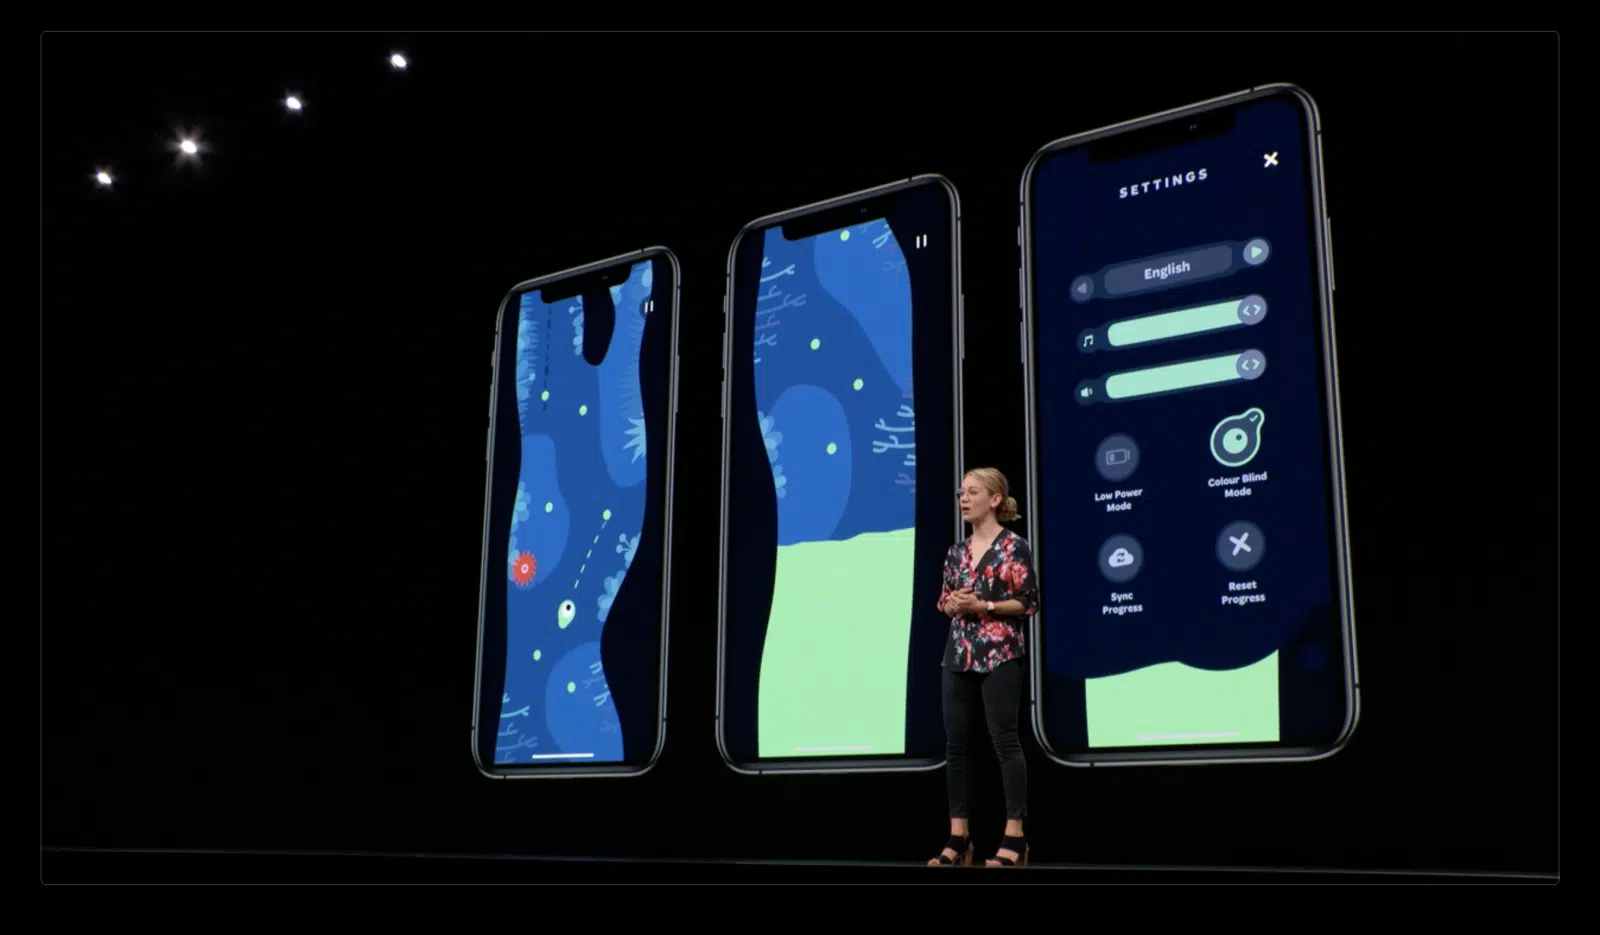 SETTINGS
English
Low Power
Mode
Colour Blind
Mode
Sync
Progress
Reset
Progress